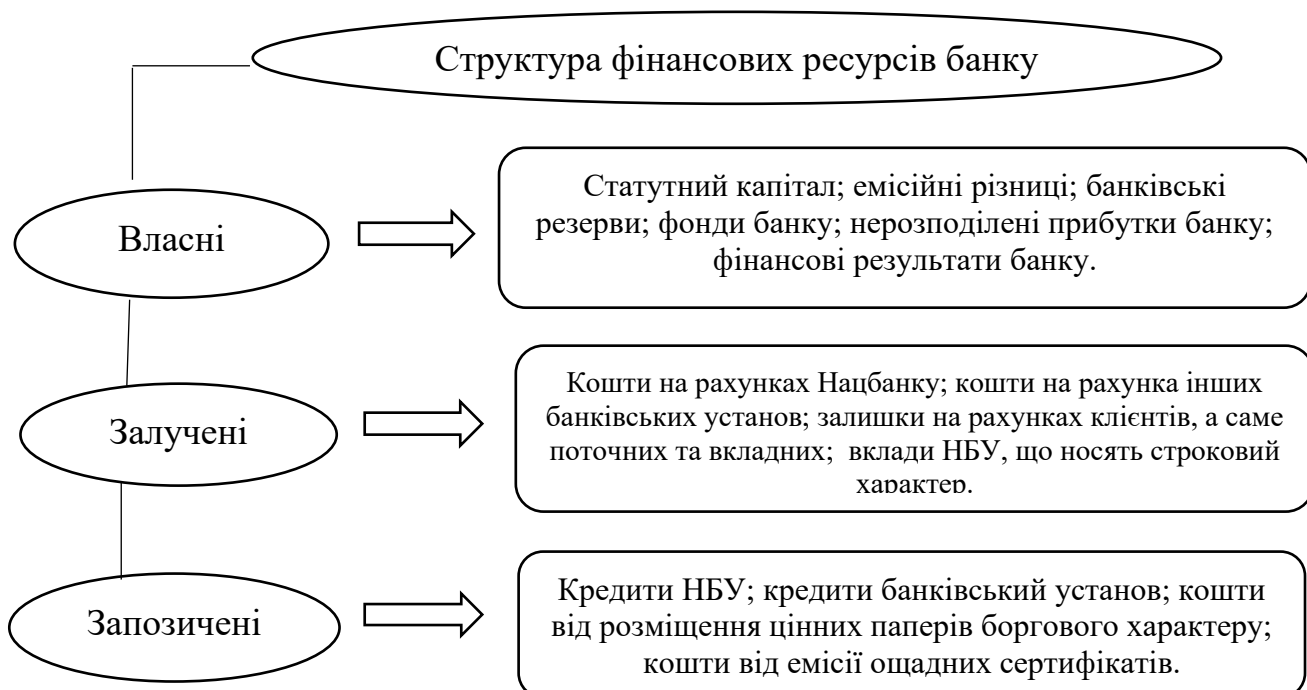 Структура фінансових ресурсів банку
Власні
Статутний капітал; емісійні різниці; банківські
резерви; фонди банку; нерозподілені прибутки банку;
фінансові результати банку.
Залучені
Кошти на рахунках Нацбанку; кошти на рахунка інших
банківських установ; залишки на рахунках клієнтів, а саме
поточних та вкладних; вклади НБУ, що носять строковий
характер.
Запозичені
Кредити НБУ; кредити банківський установ; кошти
від розміщення цінних паперів боргового характеру;
кошти від емісії ощадних сертифікатів.